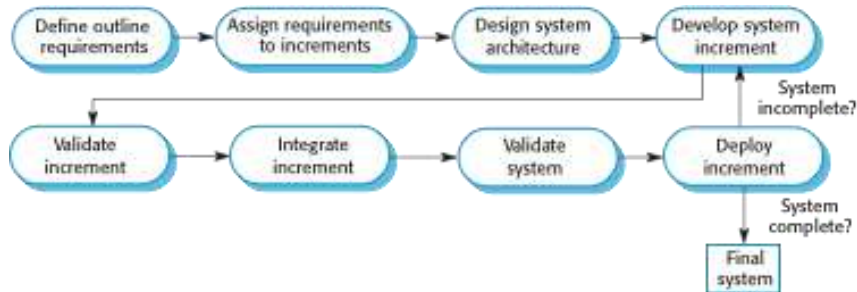 Define outline
requirements
Assign requirements
to increments
Design system
architecture
Develop system
increment
System
incomplete?
Validate
increment
Integrate
increment
Validate
system
Deploy
increment
System
complete?
Final
system